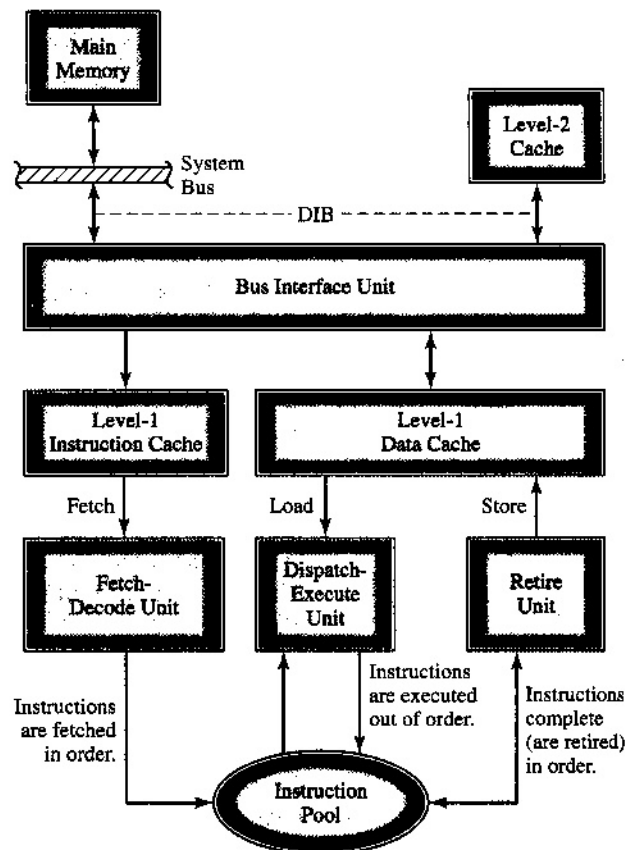 Main
Memory
Level-2
Cache
System
Bus
DIB
Bus Interface Unit
Level-1
Instruction Cache
Level-1
Data Cache
Fetch
Load
Store
Fetch-
Decode Unit
Dispatch-
Execute
Unit
Retire
Unit
Instructions
are fetched
in order.
Instructions
are executed
out of order.
Instructions
complete
(are retired)
in order.
Instruction
Pool